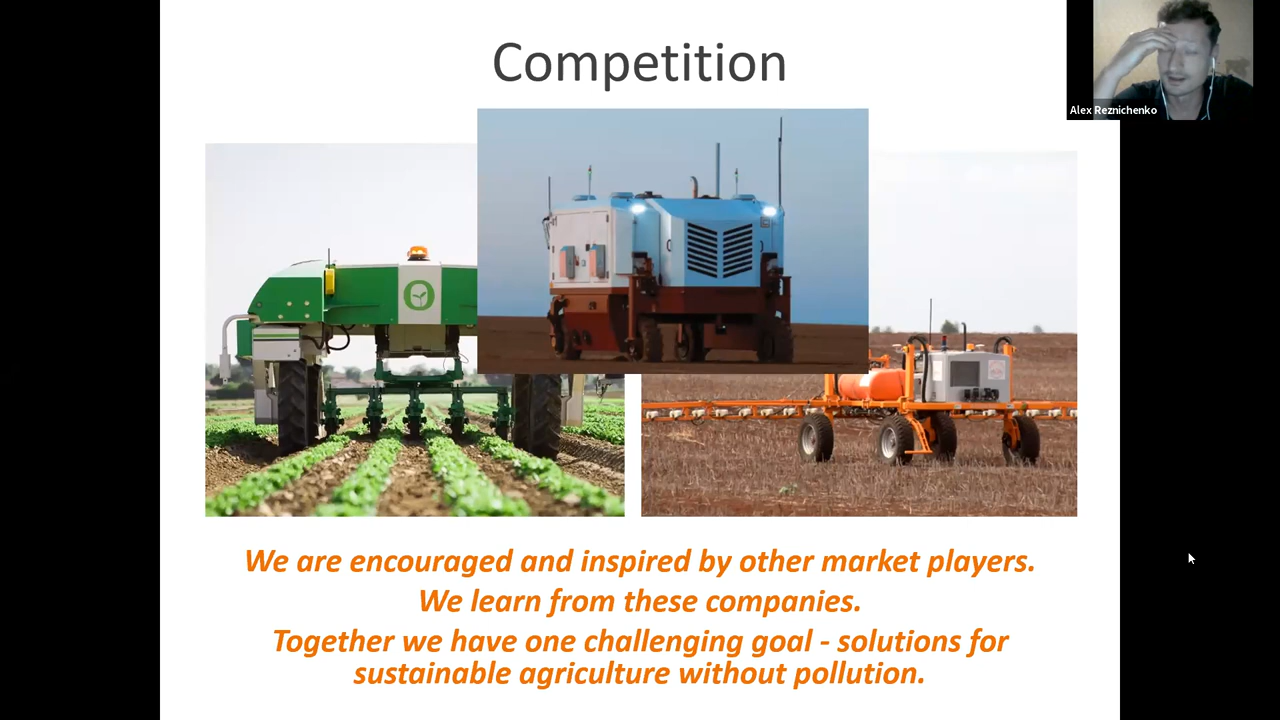 Competition
Alex Reznichenko
We are encouraged and inspired by other market players.
We learn from these companies.
Together we have one challenging goal - solutions for
sustainable agriculture without pollution.